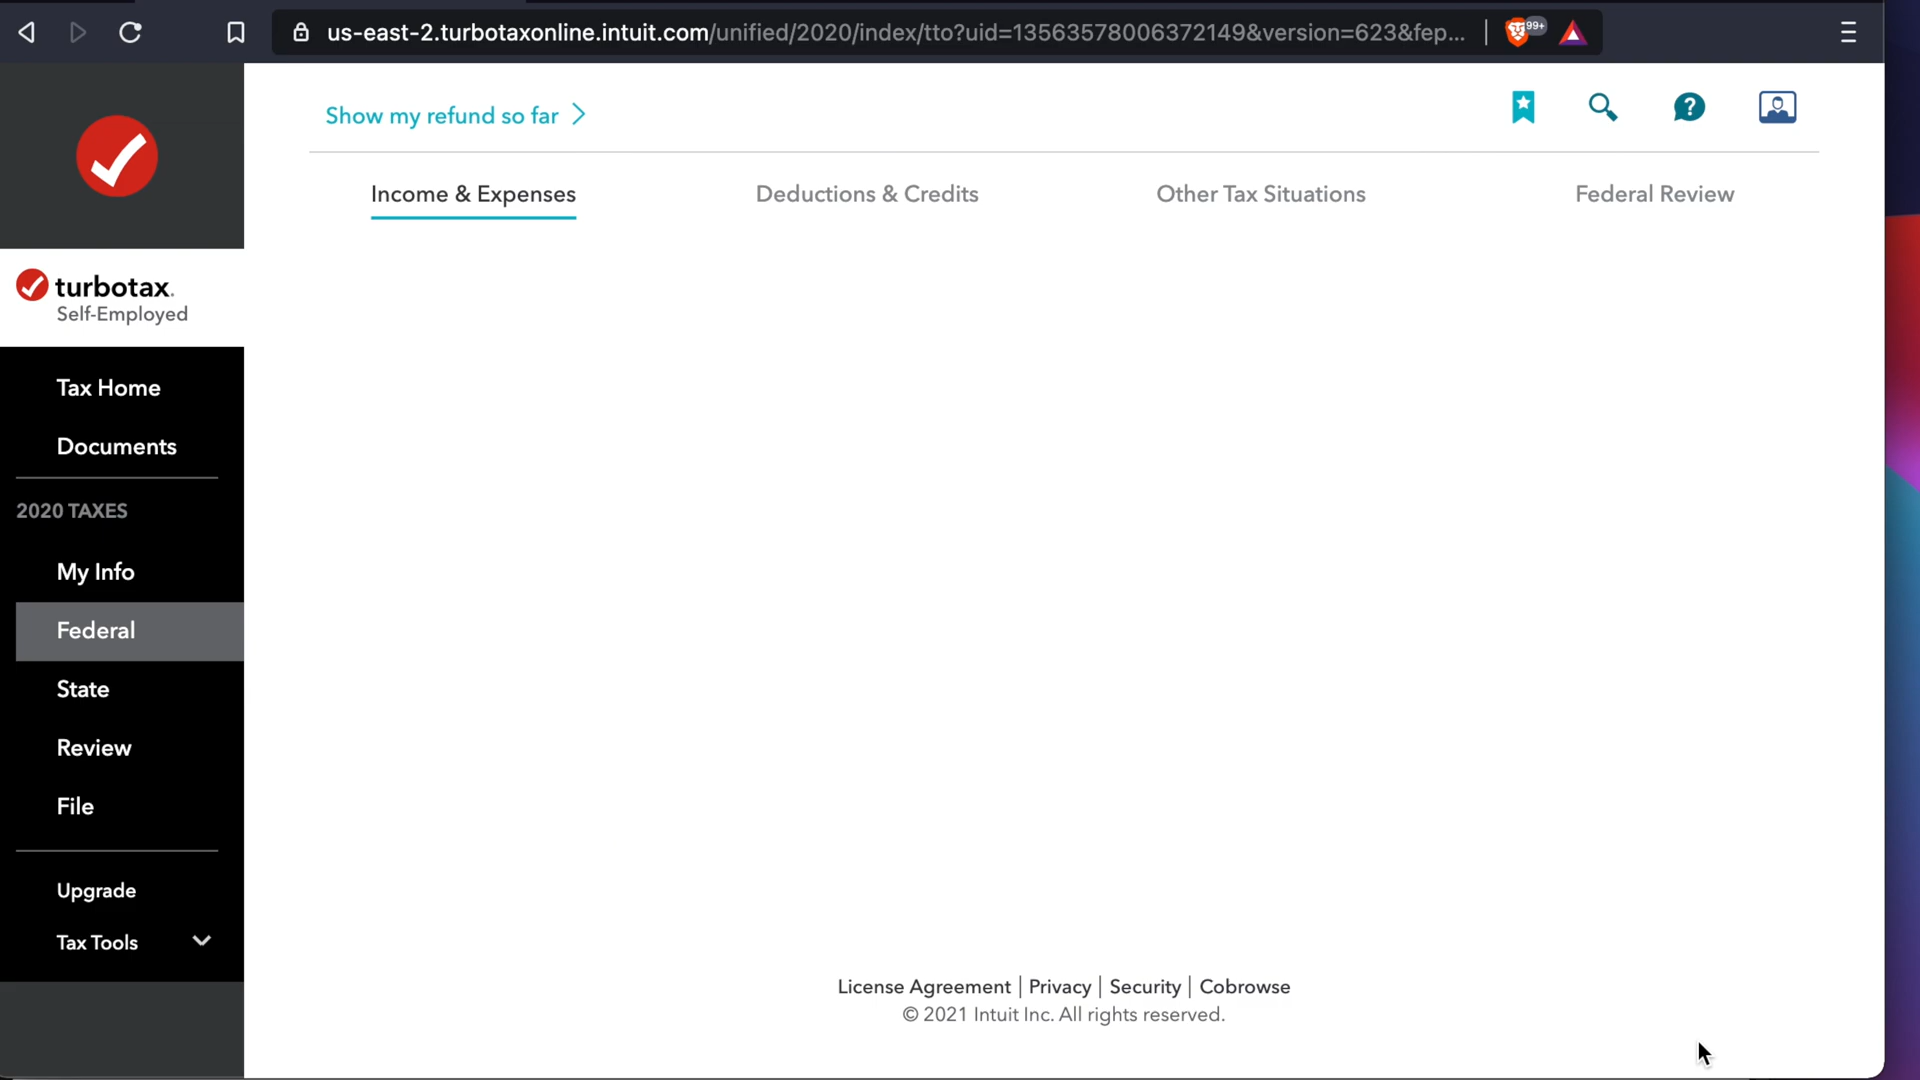 us-east-2.turbotaxonline.intuit.com/unified/2020/index/tto?uid=13563578006372149&version=623&fep...
99+
Show my refund so far
?
Income & Expenses
Deductions & Credits
Other Tax Situations
Federal Review
turbotax.
Self-Employed
Tax Home
Documents
2020 TAXES
My Info
Federal
State
Review
File
Upgrade
Tax Tools
License Agreement | Privacy | Security | Cobrowse
© 2021 Intuit Inc. All rights reserved.